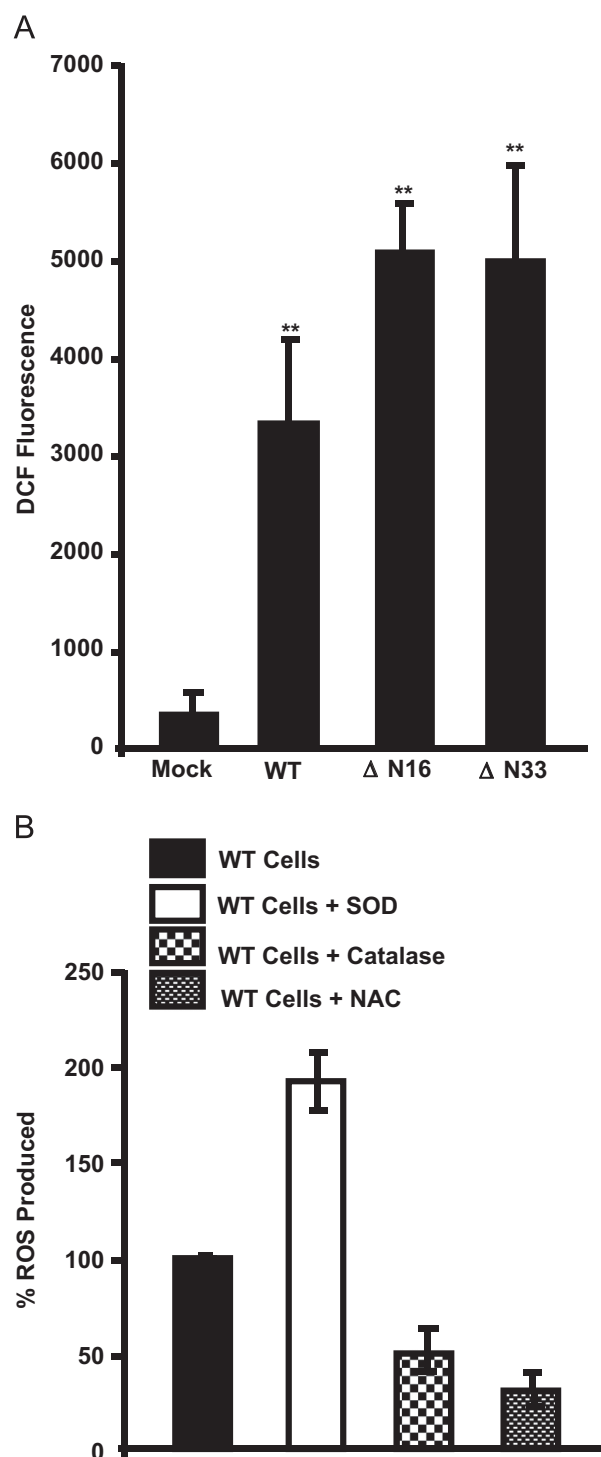 A
7000
6000
5000
4000
3000
2000
1000
0
DCF Fluorescence
**
**
**
Mock WT Δ N16 Δ N33
B
WT Cells
WT Cells + SOD
WT Cells + Catalase
WT Cells + NAC
250
200
150
100
50
0
% ROS Produced